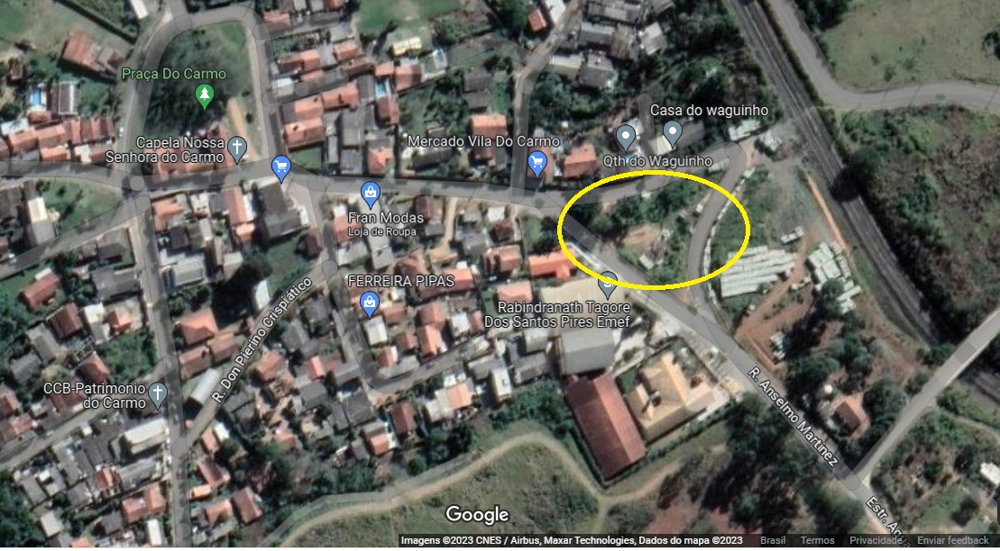 Praça Do Carmo
Capela Nossa
Senhora do Carmo
Mercado Vila Do Carmo
Casa do waguinho
Qth do Waguinho
Fran Modas
Loja de Roupa
FERREIRA PIPAS
R. Don Pierino Crispiático
Rabindranath Tagore
Dos Santos Pires Emef
CCB-Patrimonio
do Carmo
R. Anselmo Martinez
Google
Imagens ©2023 CNES / Airbus, Maxar Technologies, Dados do mapa ©2023 Brasil Termos Privacidade Enviar feedback